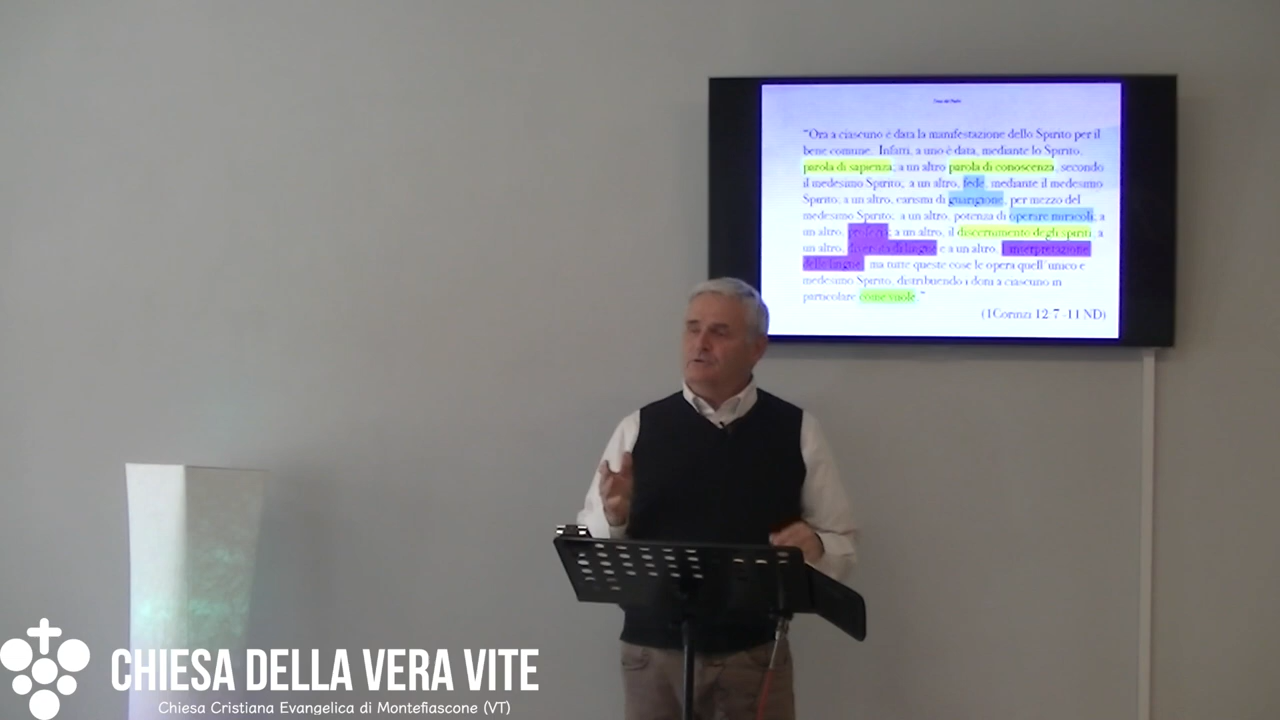 "Ora a ciascuno è data la manifestazione dello Spirito per il
bene comune. Infatti, a uno è data, mediante lo Spirito,
parola di sapienza; a un altro parola di conoscenza, secondo
il medesimo Spirito; a un altro, fede, mediante il medesimo
Spirito; a un altro, carismi di guarigione, per mezzo del
medesimo Spirito; a un altro, potenza di operare miracoli; a
un altro, profezia; a un altro, il discernimento degli spiriti, a
un altro, diversità di lingue e a un altro, l'interpretazione
delle lingue, ma tutte queste cose le opera quell'unico e
medesimo Spirito, distribuendo i doni a ciascuno in
particolare come vuole."
(1Corinzi 12:7-11 ND)
CHIESA DELLA VERA VITE
Chiesa Cristiana Evangelica di Montefiascone (VT)